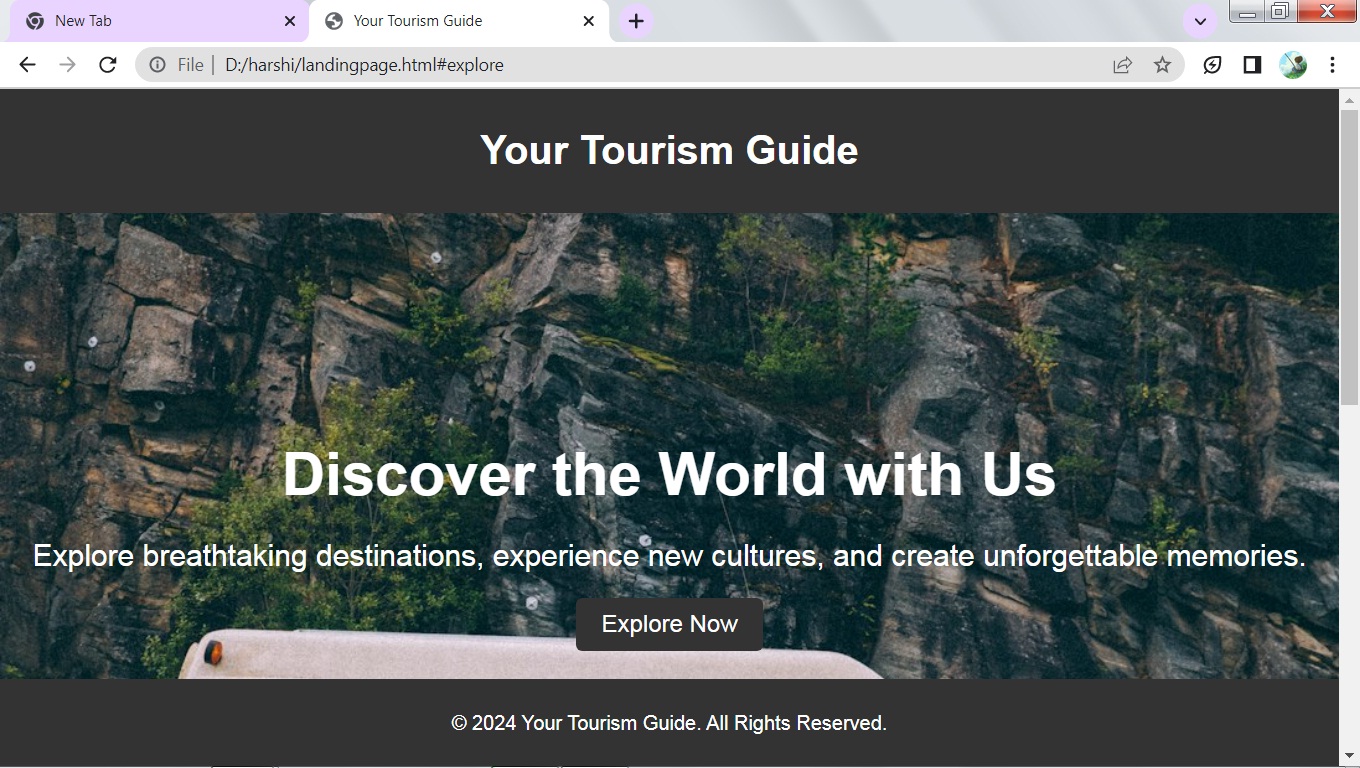 New Tab
Your Tourism Guide
File | D:/harshi/landingpage.html#explore
Your Tourism Guide
Discover the World with Us
Explore breathtaking destinations, experience new cultures, and create unforgettable memories.
Explore Now
© 2024 Your Tourism Guide. All Rights Reserved.